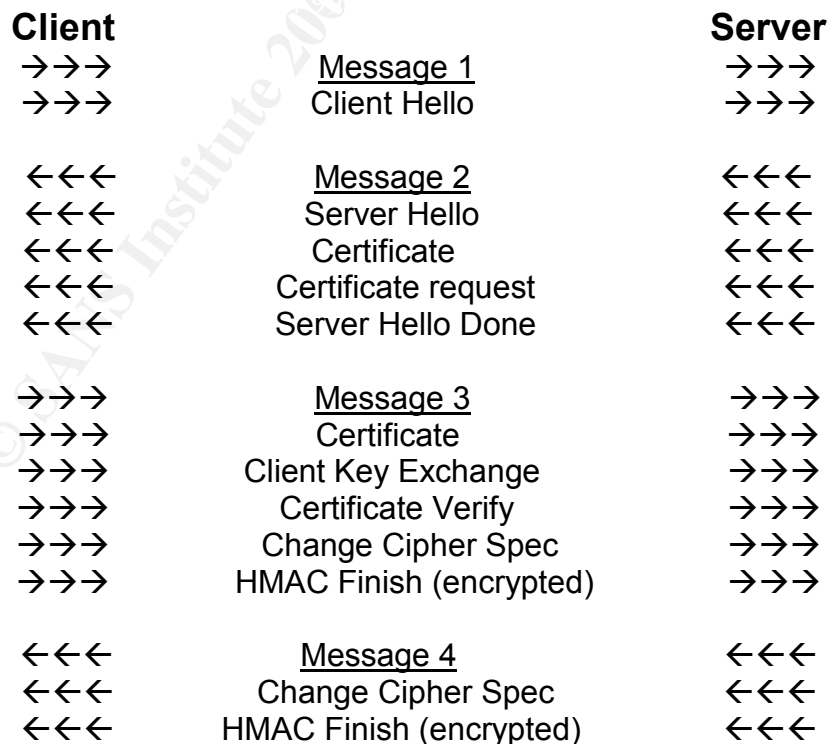 Client Server
→→→ Message 1 →→→
→→→ Client Hello →→→
←←← Message 2 ←←←
←←← Server Hello ←←←
←←← Certificate ←←←
←←← Certificate request ←←←
←←← Server Hello Done ←←←
→→→ Message 3 →→→
→→→ Certificate →→→
→→→ Client Key Exchange →→→
→→→ Certificate Verify →→→
→→→ Change Cipher Spec →→→
→→→ HMAC Finish (encrypted) →→→
←←← Message 4 ←←←
←←← Change Cipher Spec ←←←
←←← HMAC Finish (encrypted) ←←←
© SANS Institute